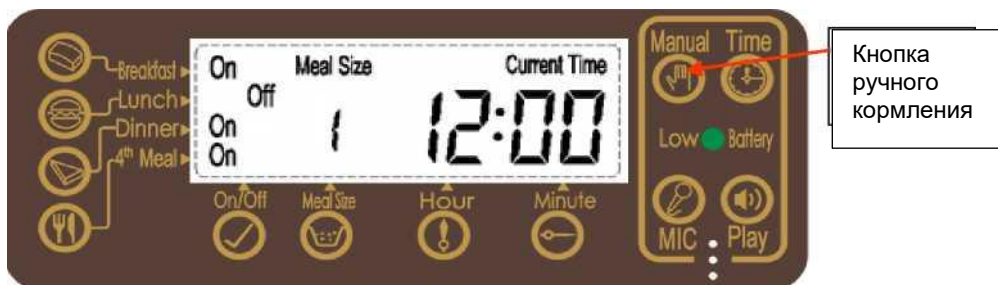 Manual Time
Breakfast On Meal Size Current Time
Lunch Off
Dinner On 1 12:00
4th Meal On
Low Battery
On/Off Meal Size Hour Minute
MIC Play
Кнопка
ручного
кормления